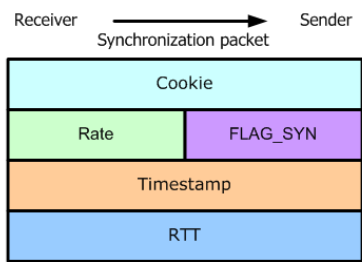 Receiver Sender
Synchronization packet
Cookie
Rate FLAG_SYN
Timestamp
RTT